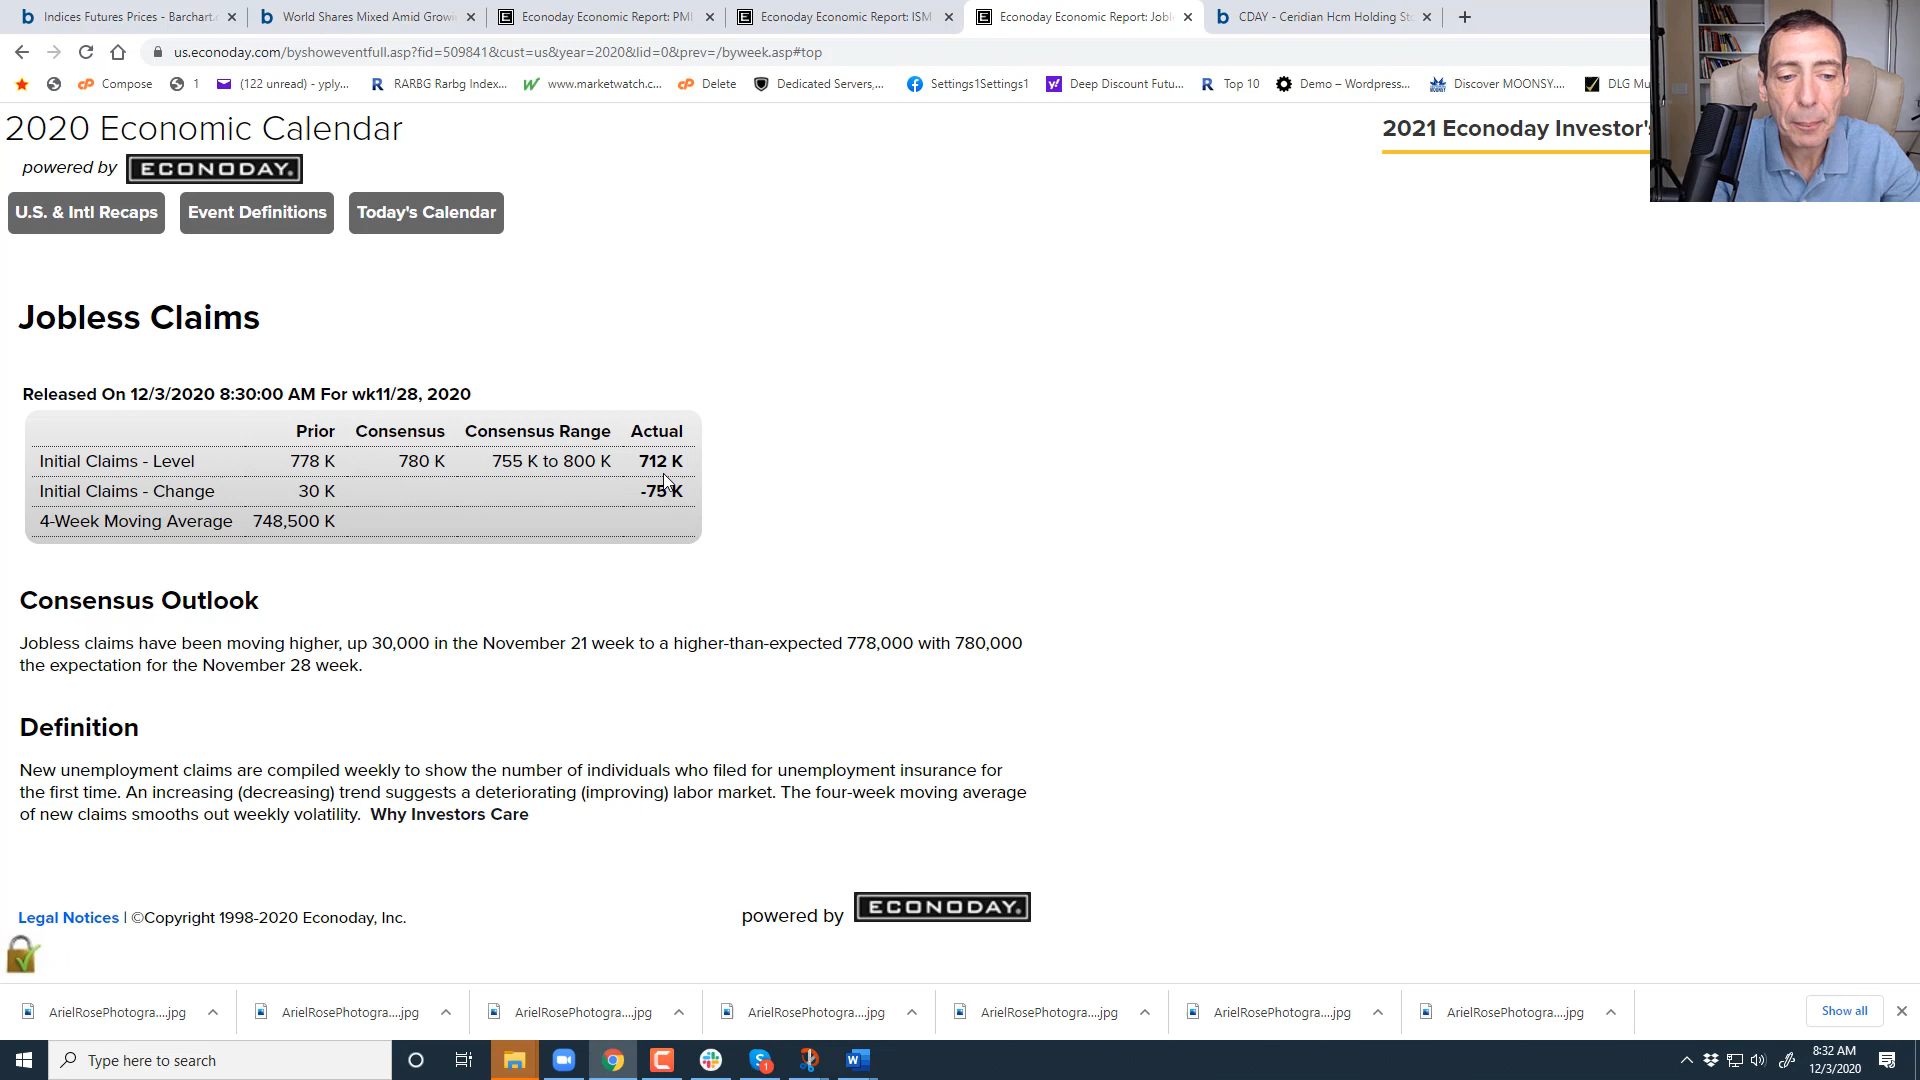 Indices Futures Prices - Barchart.
World Shares Mixed Amid Growi
Econoday Economic Report: PMI
Econoday Economic Report: ISM
Econoday Economic Report: Jobl
CDAY - Ceridian Hcm Holding Sto
us.econoday.com/byshoweventfull.asp?fid=509841&cust=us&year=2020&lid=0&prev=/byweek.asp#top
Compose
1
(122 unread) - yply...
RARBG Rarbg Index...
www.marketwatch.c...
Delete
Dedicated Servers,...
Settings1Settings1
Deep Discount Futu...
Top 10
Demo – Wordpress...
Discover MOONSY....
DLG Mu
2020 Economic Calendar
2021 Econoday Investor's
powered by ECONODAY.
U.S. & Intl Recaps
Event Definitions
Today's Calendar
Jobless Claims
Released On 12/3/2020 8:30:00 AM For wk11/28, 2020
Prior Consensus Consensus Range Actual
Initial Claims - Level 778 K 780 K 755 K to 800 K 712 K
Initial Claims - Change 30 K -75 K
4-Week Moving Average 748,500 K
Consensus Outlook
Jobless claims have been moving higher, up 30,000 in the November 21 week to a higher-than-expected 778,000 with 780,000
the expectation for the November 28 week.
Definition
New unemployment claims are compiled weekly to show the number of individuals who filed for unemployment insurance for
the first time. An increasing (decreasing) trend suggests a deteriorating (improving) labor market. The four-week moving average
of new claims smooths out weekly volatility. Why Investors Care
Legal Notices | ©Copyright 1998-2020 Econoday, Inc.
powered by ECONODAY.
ArielRosePhotogra....jpg
ArielRosePhotogra....jpg
ArielRosePhotogra....jpg
ArielRosePhotogra....jpg
ArielRosePhotogra....jpg
ArielRosePhotogra....jpg
ArielRosePhotogra....jpg
Show all
Type here to search
8:32 AM
12/3/2020